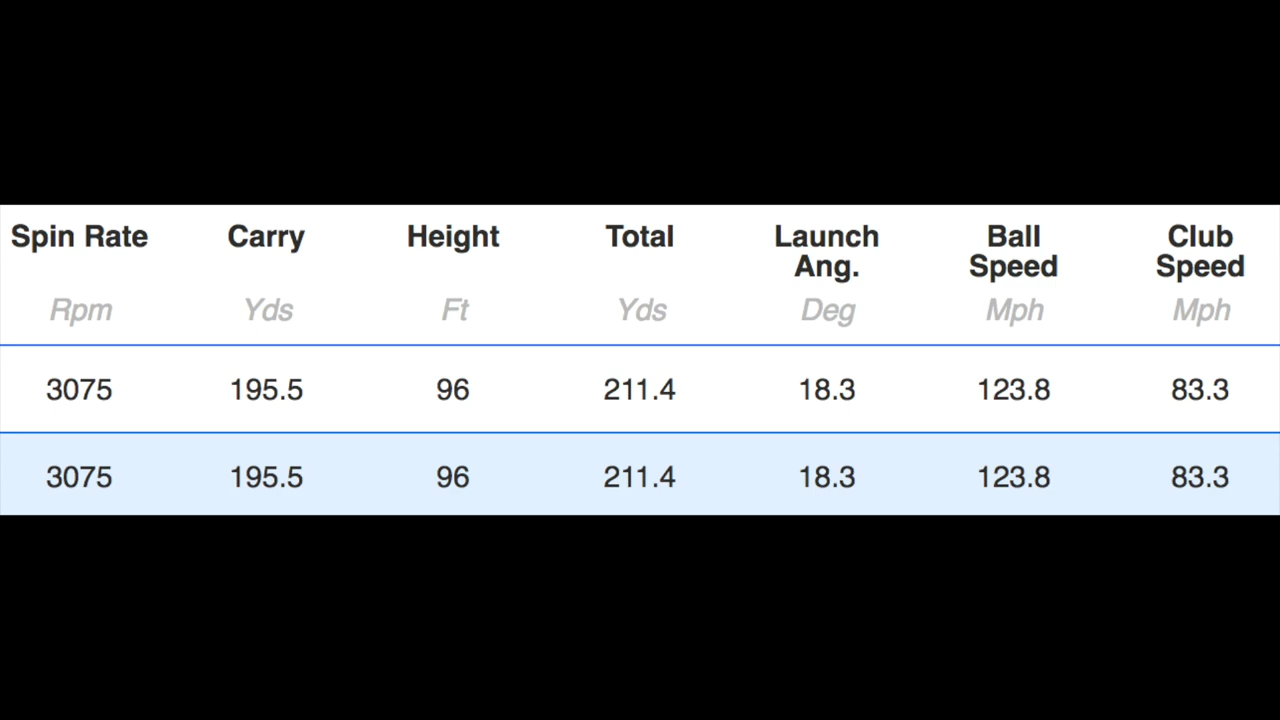 Spin Rate Carry Height Total Launch Ang. Ball Speed Club Speed
Rpm Yds Ft Yds Deg Mph Mph
3075 195.5 96 211.4 18.3 123.8 83.3
3075 195.5 96 211.4 18.3 123.8 83.3